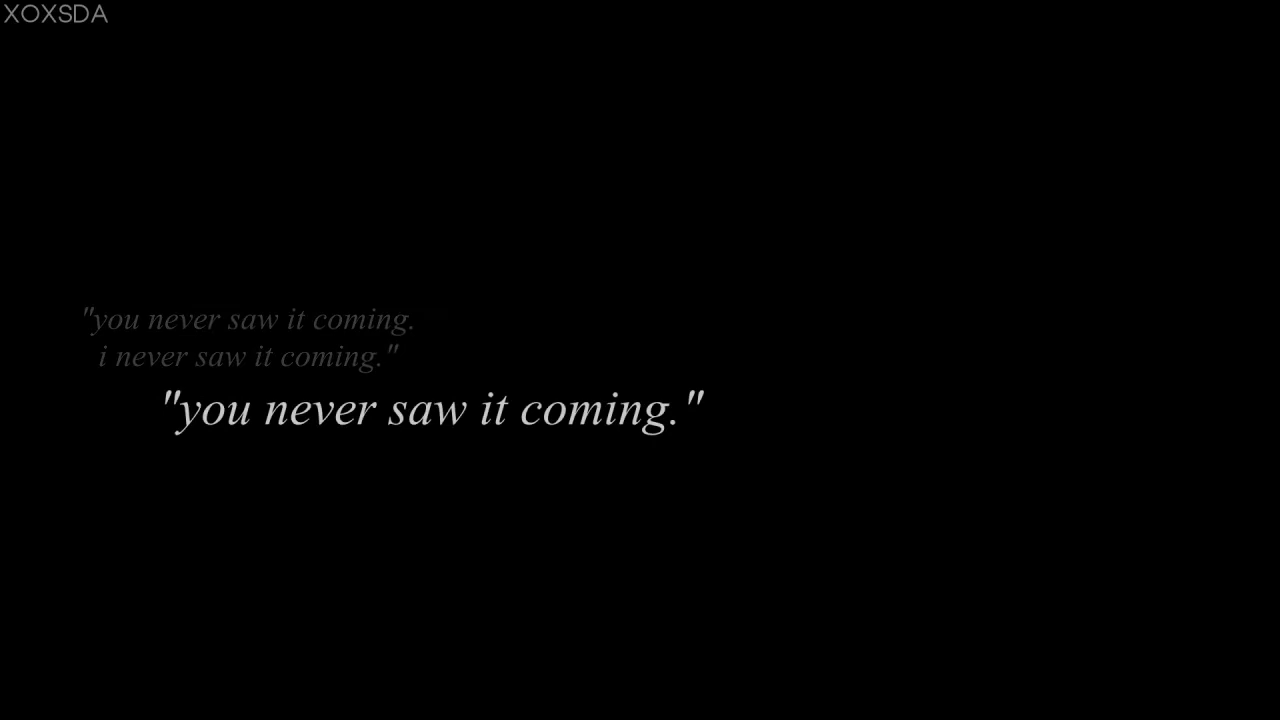 XOXSDA
"you never saw it coming.
i never saw it coming."
"you never saw it coming."